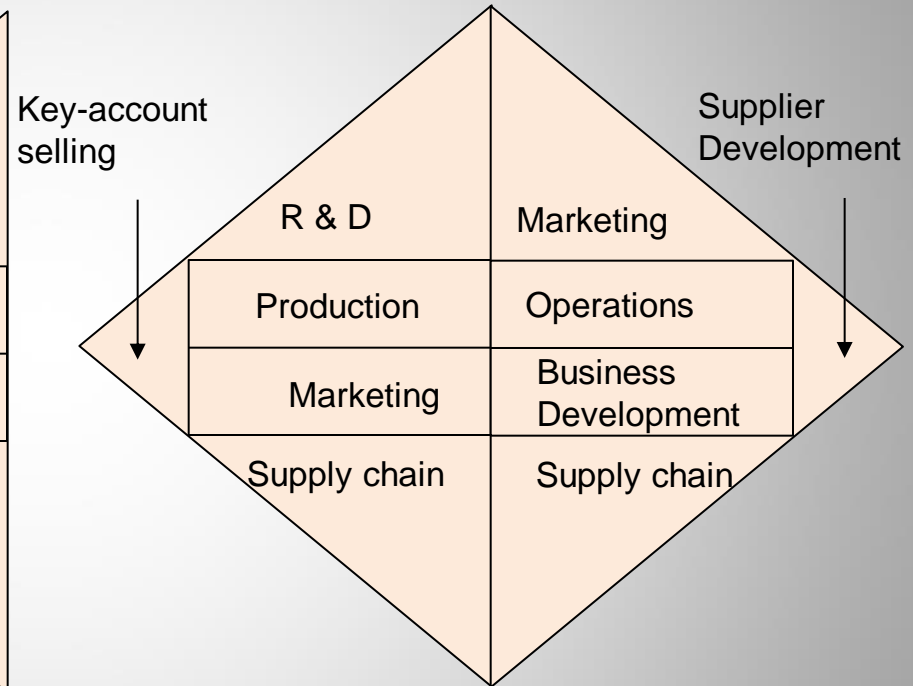 Key-account
selling
Supplier
Development
R & D
Marketing
Production
Operations
Marketing
Business
Development
Supply chain
Supply chain